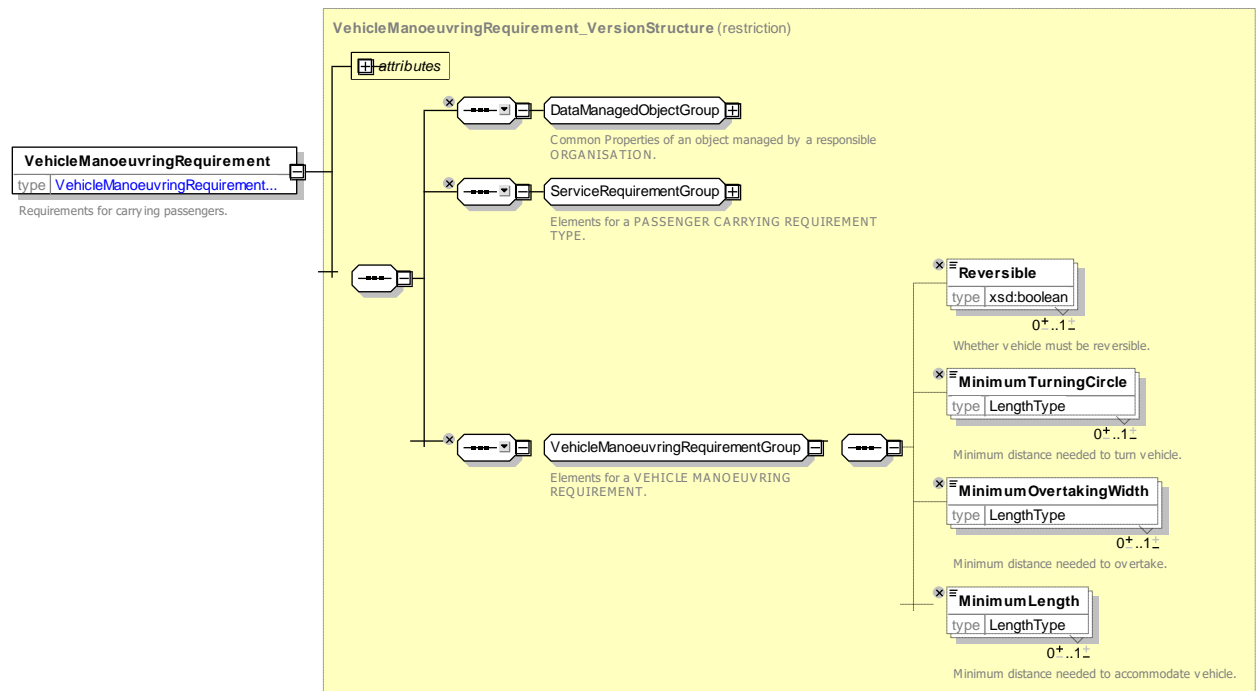 VehicleManoeuvringRequirement_VersionStructure (restriction)
attributes
DataManagedObjectGroup
Common Properties of an object managed by a responsible
ORGANISATION.
VehicleManoeuvringRequirement
type VehicleManoeuvringRequirement...
Requirements for carrying passengers.
ServiceRequirementGroup
Elements for a PASSENGER CARRYING REQUIREMENT
TYPE.
Reversible
type xsd:boolean
0..1
Whether vehicle must be reversible.
MinimumTurningCircle
type LengthType
0..1
Minimum distance needed to turn vehicle.
VehicleManoeuvringRequirementGroup
Elements for a VEHICLE MANOEUVRING
REQUIREMENT.
MinimumOvertakingWidth
type LengthType
0..1
Minimum distance needed to overtake.
MinimumLength
type LengthType
0..1
Minimum distance needed to accommodate vehicle.